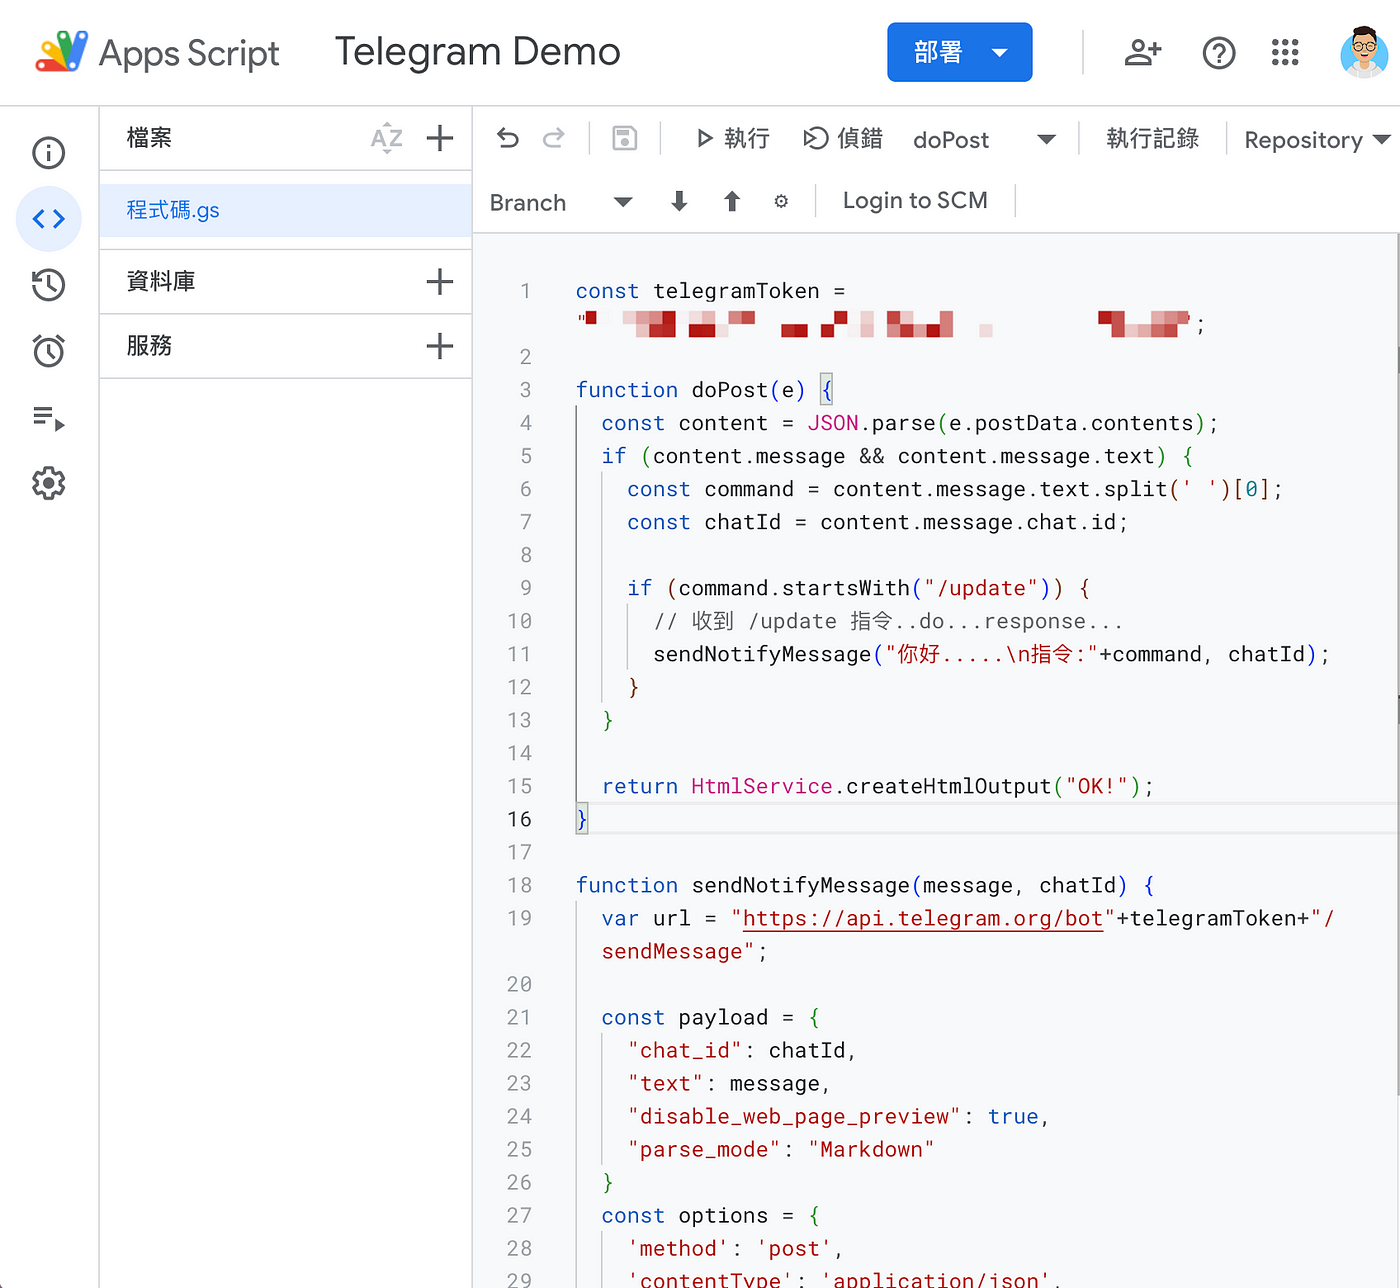 Apps Script
Telegram Demo
部署
檔案
AZ
程式碼.gs
資料庫
服務
執行
偵錯
doPost
執行記錄
Repository
Branch
Login to SCM
1 const telegramToken =
" ";
2
3 function doPost(e) {
4 const content = JSON.parse(e.postData.contents);
5 if (content.message && content.message.text) {
6 const command = content.message.text.split(' ')[0];
7 const chatId = content.message.chat.id;
8
9 if (command.startsWith("/update")) {
10 // 收到 /update 指令..do...response...
11 sendNotifyMessage("你好.....\n指令:"+command, chatId);
12 }
13 }
14
15 return HtmlService.createHtmlOutput("OK!");
16 }
17
18 function sendNotifyMessage(message, chatId) {
19 var url = "https://api.telegram.org/bot"+telegramToken+"/
sendMessage";
20
21 const payload = {
22 "chat_id": chatId,
23 "text": message,
24 "disable_web_page_preview": true,
25 "parse_mode": "Markdown"
26 }
27 const options = {
28 'method': 'post',
29 'contentType': 'application/json',